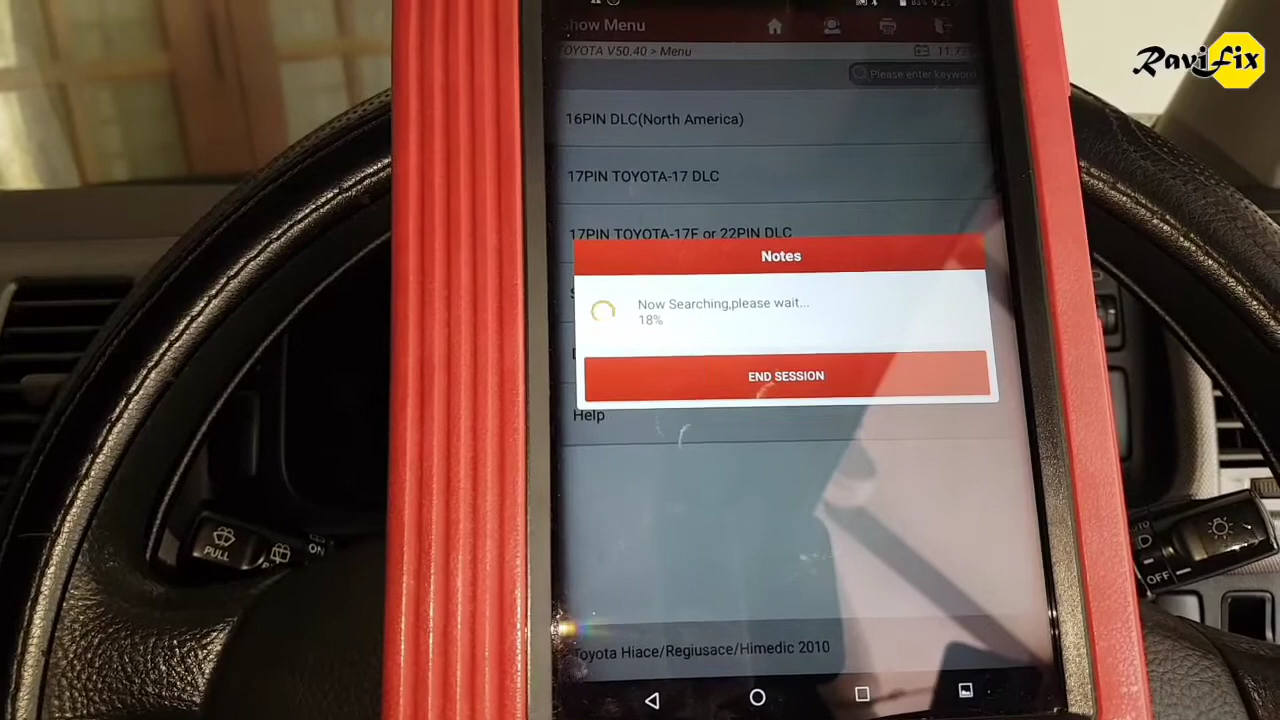 RaviFix
Show Menu
TOYOTA V50.40 > Menu
Please enter keyword
16PIN DLC(North America)
17PIN TOYOTA-17 DLC
17PIN TOYOTA-17F or 22PIN DLC
Notes
Now Searching,please wait...
18%
END SESSION
Help
Toyota Hiace/Regiusace/Himedic 2010
PULL
ON
AUTO
OFF